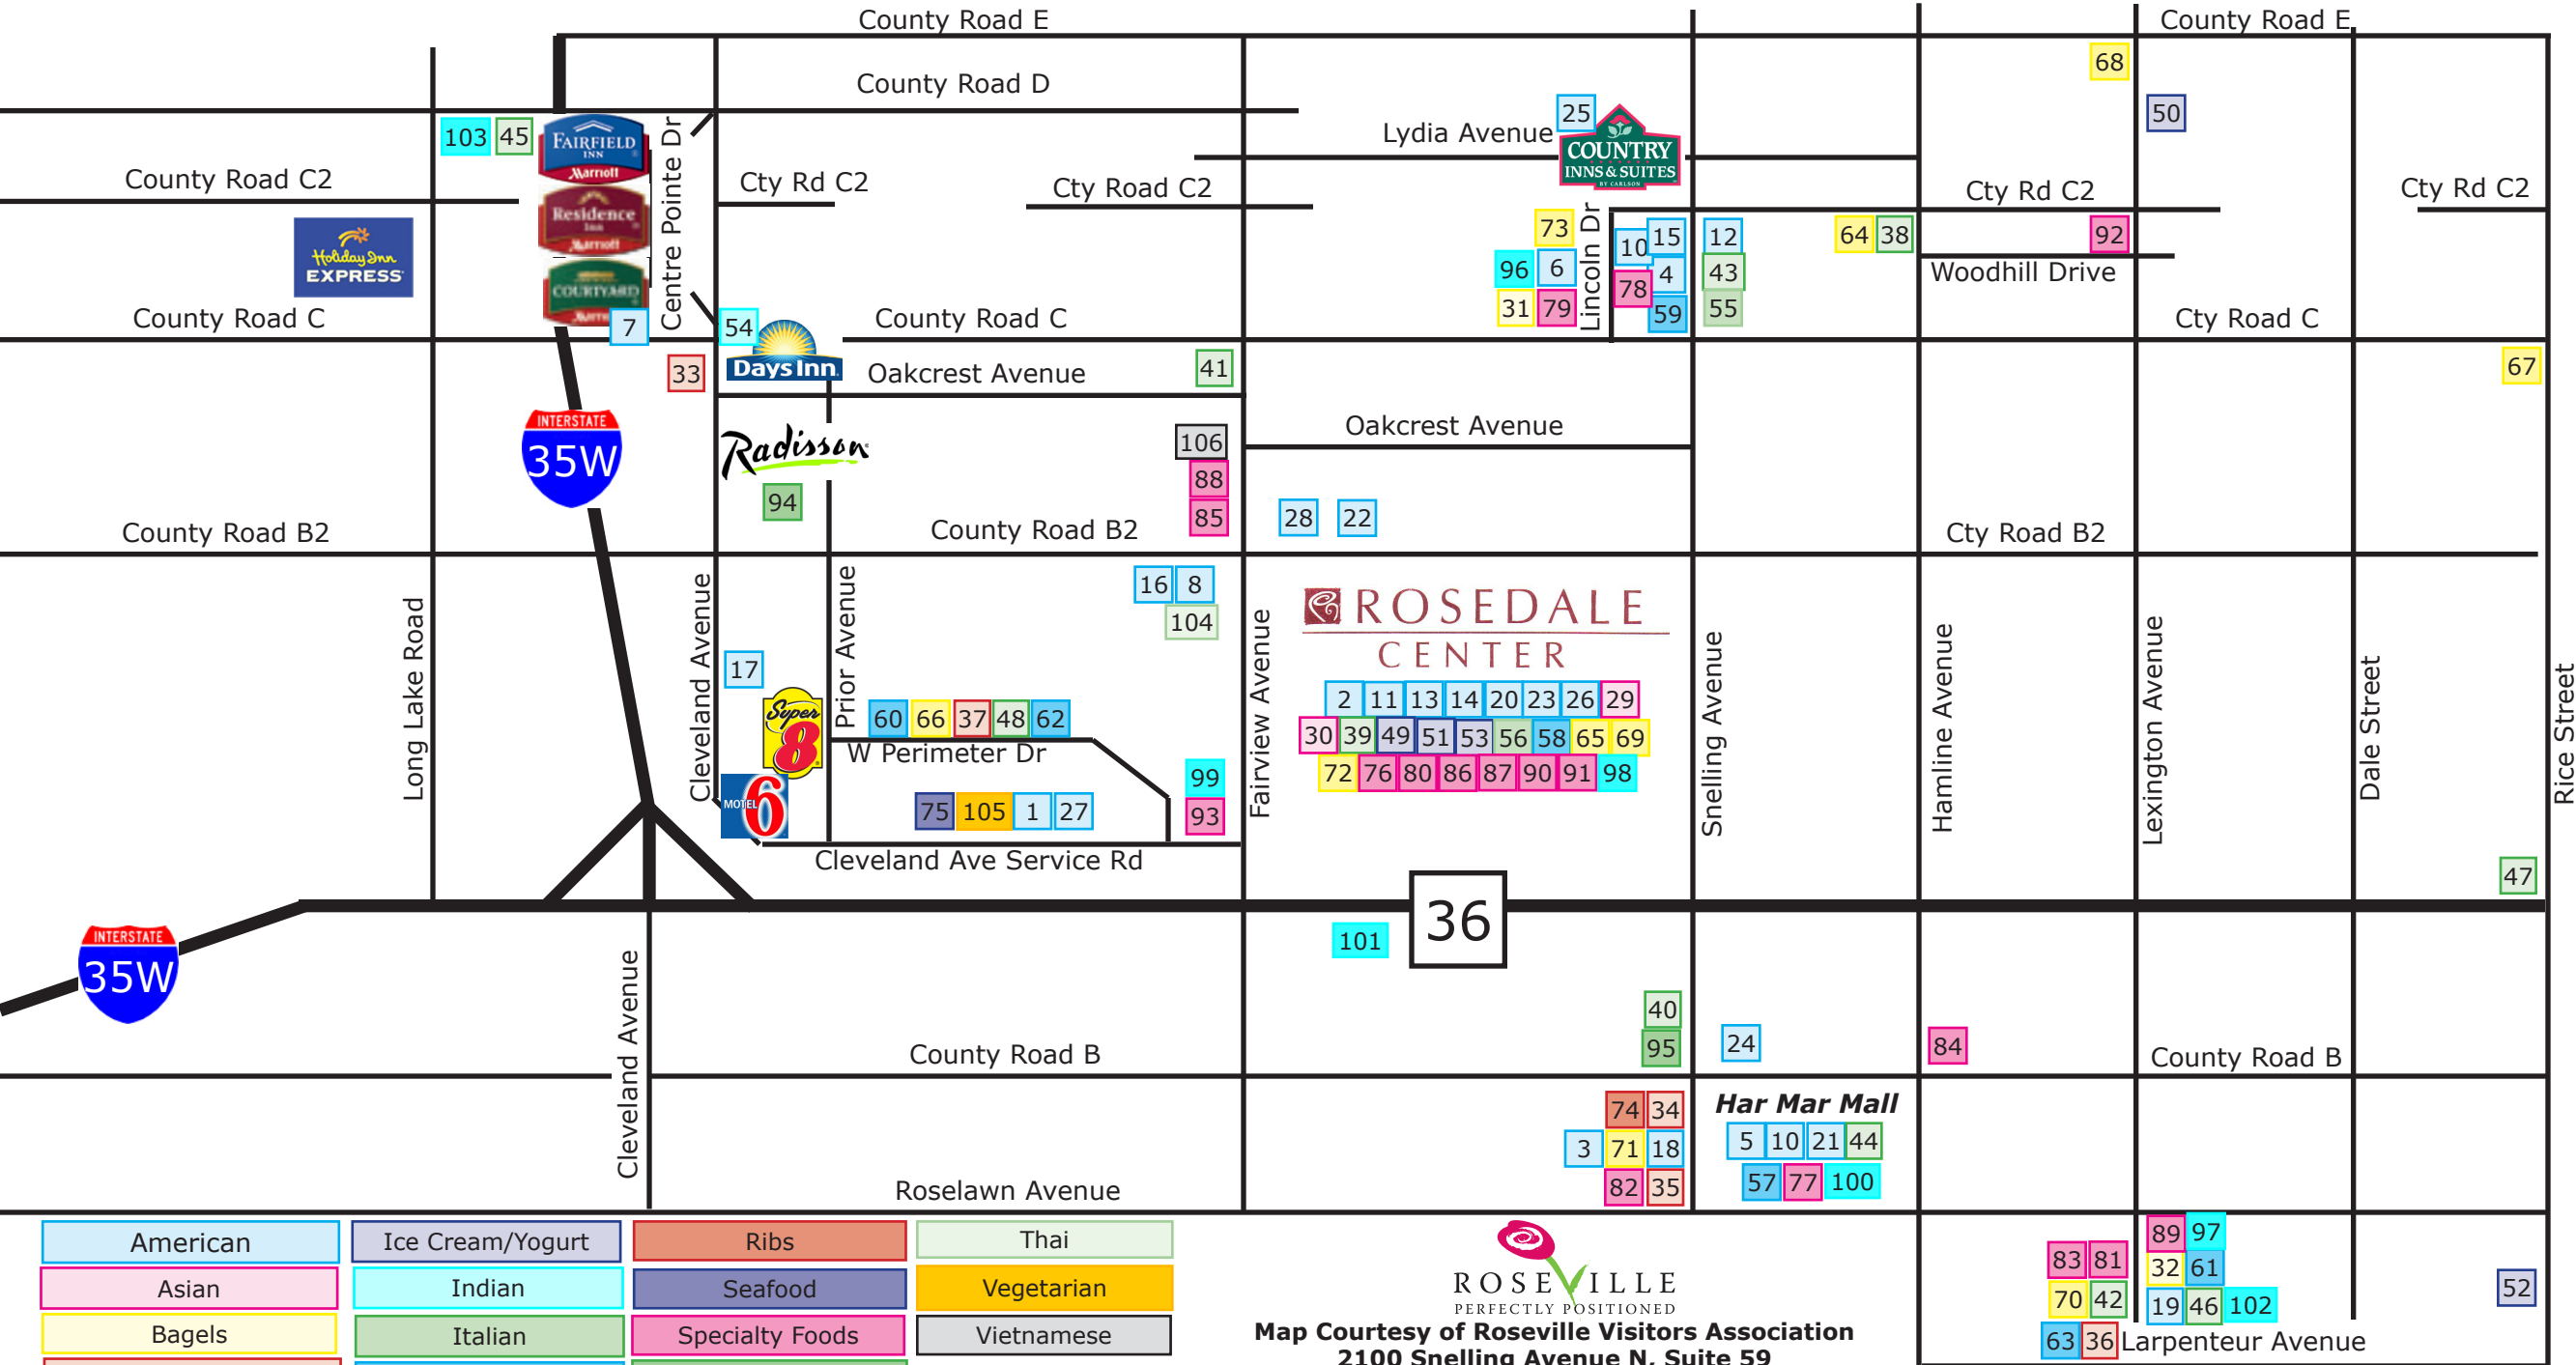 County Road E
County Road E
68
County Road D
25
50
103 45
FAIRFIELD
INN
Marriott
Centre Pointe Dr
Lydia Avenue
COUNTRY
INNS & SUITES
BY CARLSON
County Road C2
Cty Rd C2
Cty Road C2
Cty Rd C2
Cty Rd C2
Residence
Inn
Marriott
Holiday Inn
EXPRESS
73
96 6
31 79
Lincoln Dr
10 15
4
78
59
12
43
55
64 38
92
Woodhill Drive
COURTYARD
7
54
County Road C
County Road C
Cty Road C
33
Days Inn
Oakcrest Avenue
41
67
INTERSTATE
35W
Radisson
94
106
88
85
Oakcrest Avenue
28 22
County Road B2
County Road B2
Cty Road B2
Long Lake Road
Cleveland Avenue
Prior Avenue
16 8
104
17
Super
8
60 66 37 48 62
W Perimeter Dr
MOTEL
6
75 105 1 27
99
93
Cleveland Ave Service Rd
Fairview Avenue
ROSEDALE
CENTER
2 11 13 14 20 23 26 29
30 39 49 51 53 56 58 65 69
72 76 80 86 87 90 91 98
Snelling Avenue
Hamline Avenue
Lexington Avenue
Dale Street
Rice Street
47
36
101
INTERSTATE
35W
Cleveland Avenue
40
95
24
84
County Road B
County Road B
74 34
3 71 18
82 35
Har Mar Mall
5 10 21 44
57 77 100
Roselawn Avenue
American
Ice Cream/Yogurt
Ribs
Thai
Asian
Indian
Seafood
Vegetarian
Bagels
Italian
Specialty Foods
Vietnamese
ROSEVILLE
PERFECTLY POSITIONED
Map Courtesy of Roseville Visitors Association
2100 Snelling Avenue N, Suite 59
83 81
70 42
63 36
89 97
32 61
19 46 102
52
Larpenteur Avenue